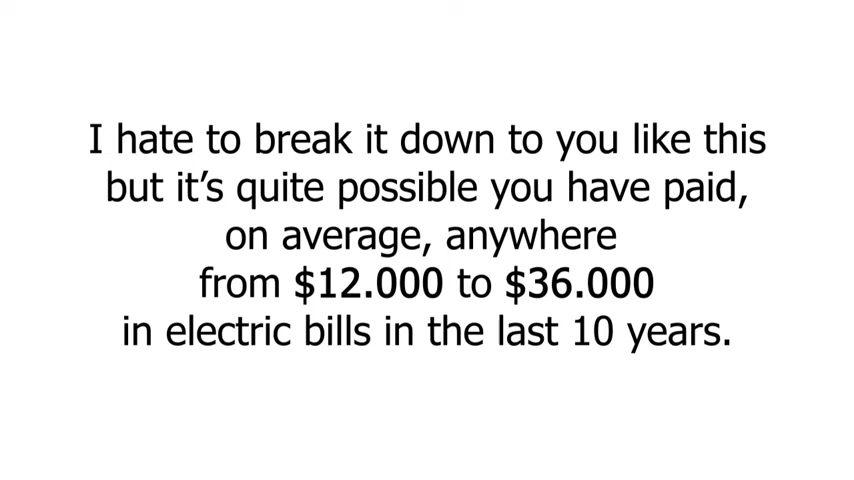 I hate to break it down to you like this
but it’s quite possible you have paid,
on average, anywhere
from $12.000 to $36.000
in electric bills in the last 10 years.